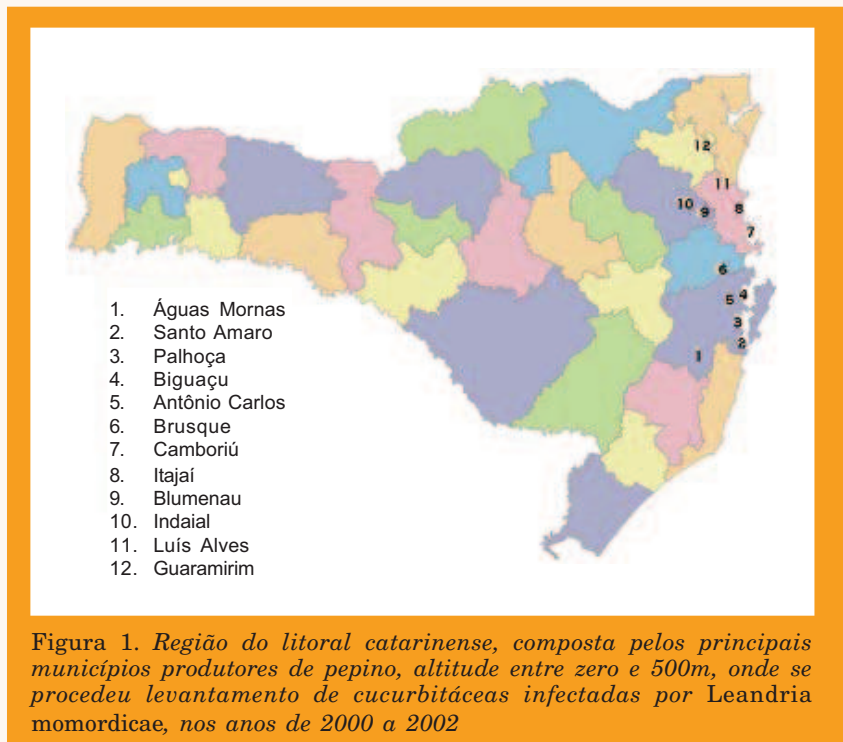 12
11
10
9
8
7
6
5
4
3
2
1
1. Águas Mornas
2. Santo Amaro
3. Palhoça
4. Biguaçu
5. Antônio Carlos
6. Brusque
7. Camboriú
8. Itajaí
9. Blumenau
10. Indaial
11. Luís Alves
12. Guaramirim
Figura 1. Região do litoral catarinense, composta pelos principais
municípios produtores de pepino, altitude entre zero e 500m, onde se
procedeu levantamento de cucurbitáceas infectadas por Leandria
momordicae, nos anos de 2000 a 2002